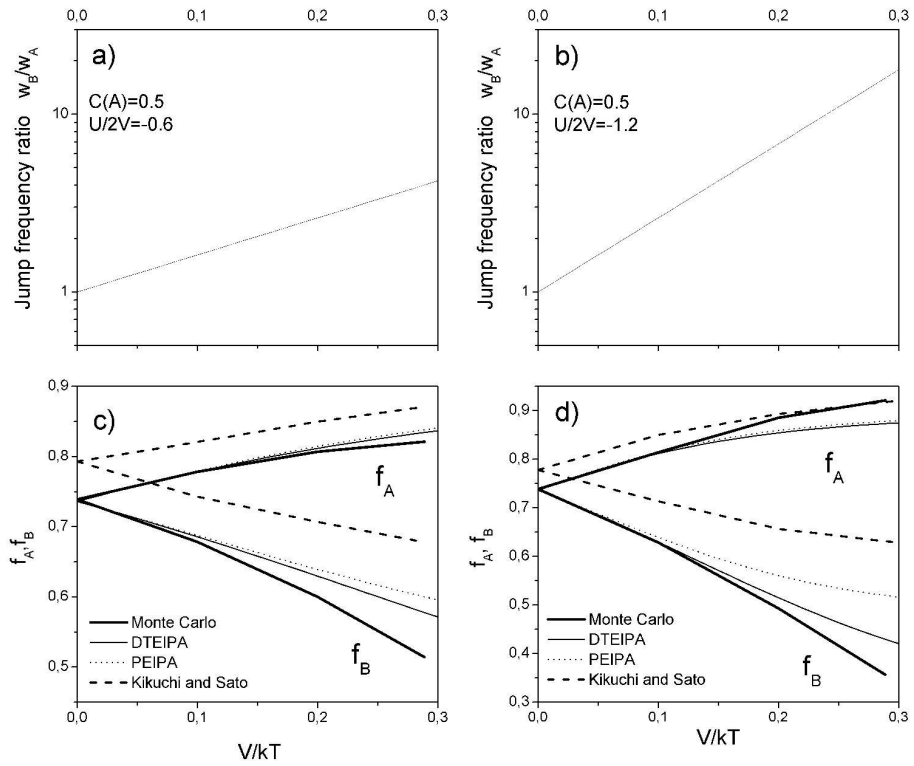 0,0 0,1 0,2 0,3
0,0 0,1 0,2 0,3
a)
C(A)=0.5
U/2V=-0.6
Jump frequency ratio w_B/w_A
10
1
b)
C(A)=0.5
U/2V=-1.2
Jump frequency ratio w_B/w_A
10
1
c)
0,9
0,8
0,7
0,6
0,5
f_A,f_B
f_A
f_B
Monte Carlo
DTEIPA
PEIPA
Kikuchi and Sato
0,0 0,1 0,2 0,3
V/kT
d)
0,9
0,8
0,7
0,6
0,5
0,4
0,3
f_A, f_B
f_A
f_B
Monte Carlo
DTEIPA
PEIPA
Kikuchi and Sato
0,0 0,1 0,2 0,3
V/kT